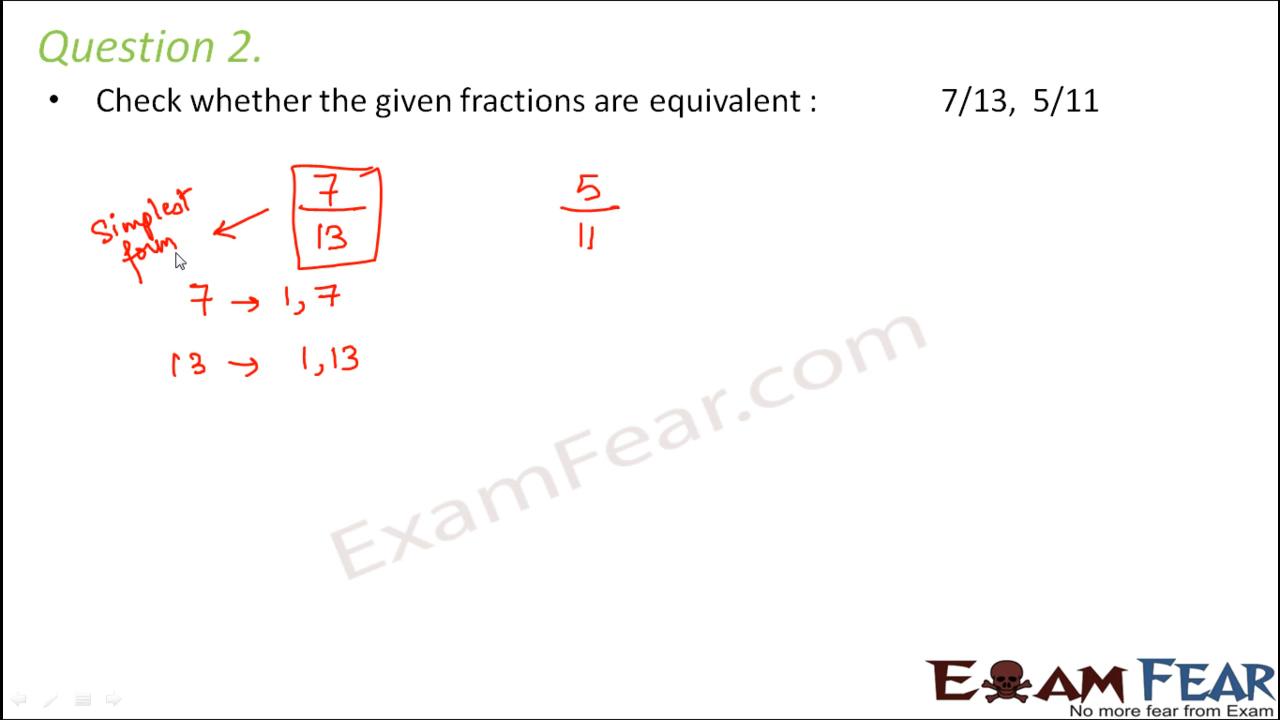 Question 2.
• Check whether the given fractions are equivalent : 7/13, 5/11
7 5
13 11
Simplest
form
7 → 1, 7
13 → 1, 13
ExamFear.com
EXAM FEAR
No more fear from Exam